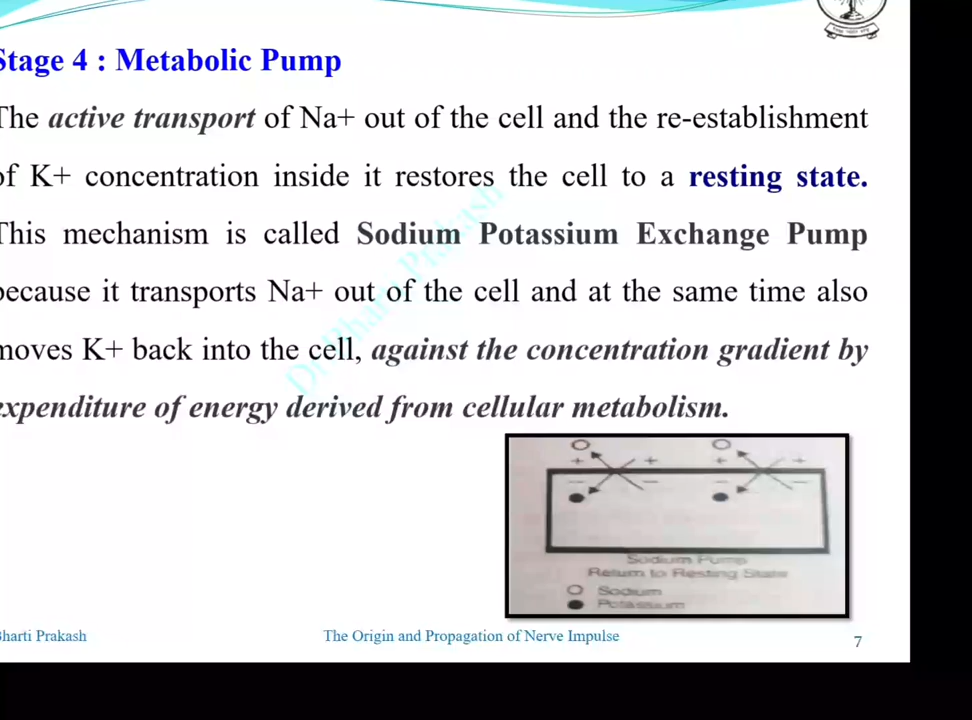 Stage 4 : Metabolic Pump
The active transport of Na+ out of the cell and the re-establishment
of K+ concentration inside it restores the cell to a resting state.
This mechanism is called Sodium Potassium Exchange Pump
because it transports Na+ out of the cell and at the same time also
moves K+ back into the cell, against the concentration gradient by
expenditure of energy derived from cellular metabolism.
Dr Bharti Prakash
+ + + +
− − − −
Sodium Pump
Return to Resting State
Sodium
Potassium
Bharti Prakash
The Origin and Propagation of Nerve Impulse
7